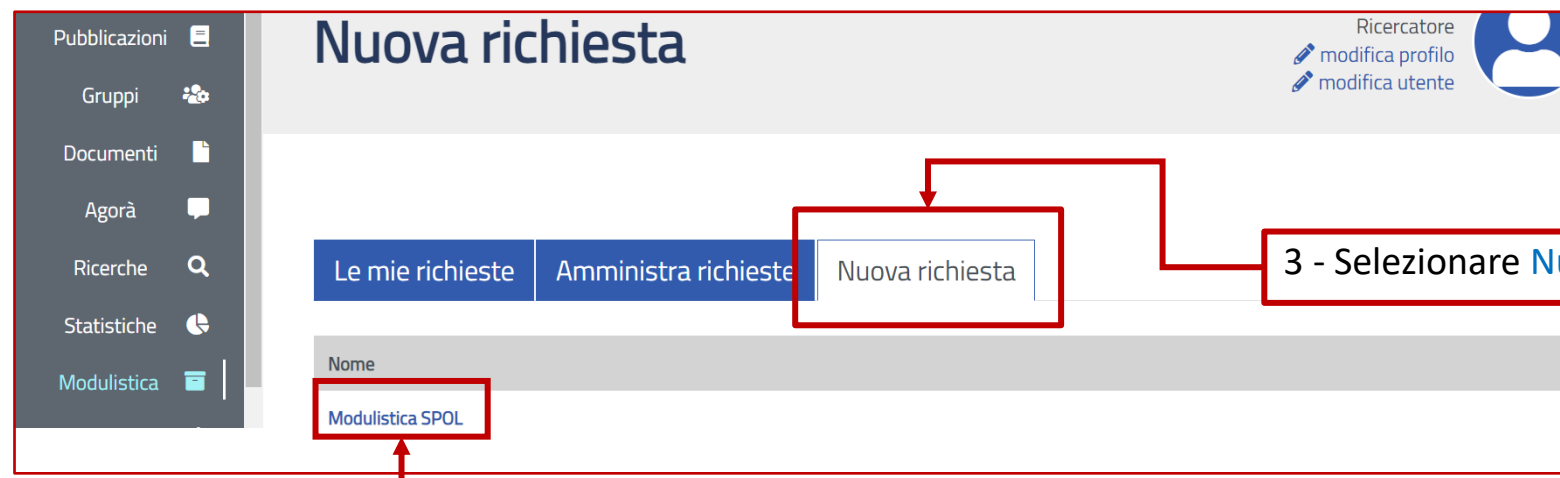 Pubblicazioni
Gruppi
Documenti
Agorà
Ricerche
Statistiche
Modulistica
Nuova richiesta
Ricercatore
modifica profilo
modifica utente
Le mie richieste Amministra richieste Nuova richiesta
3 - Selezionare
Nome
Modulistica SPOL